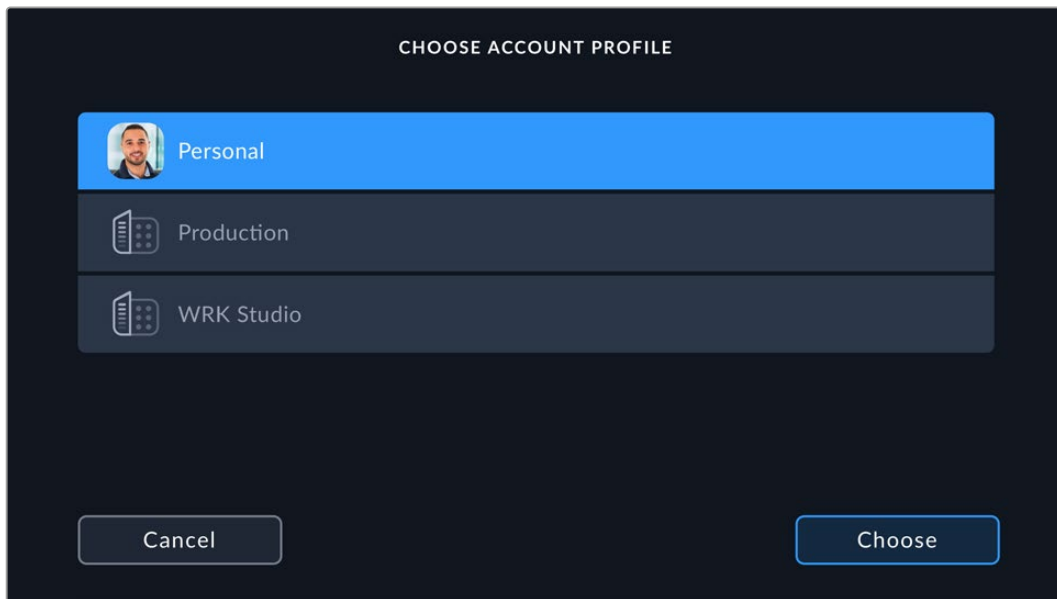 CHOOSE ACCOUNT PROFILE
Personal
Production
WRK Studio
Cancel
Choose